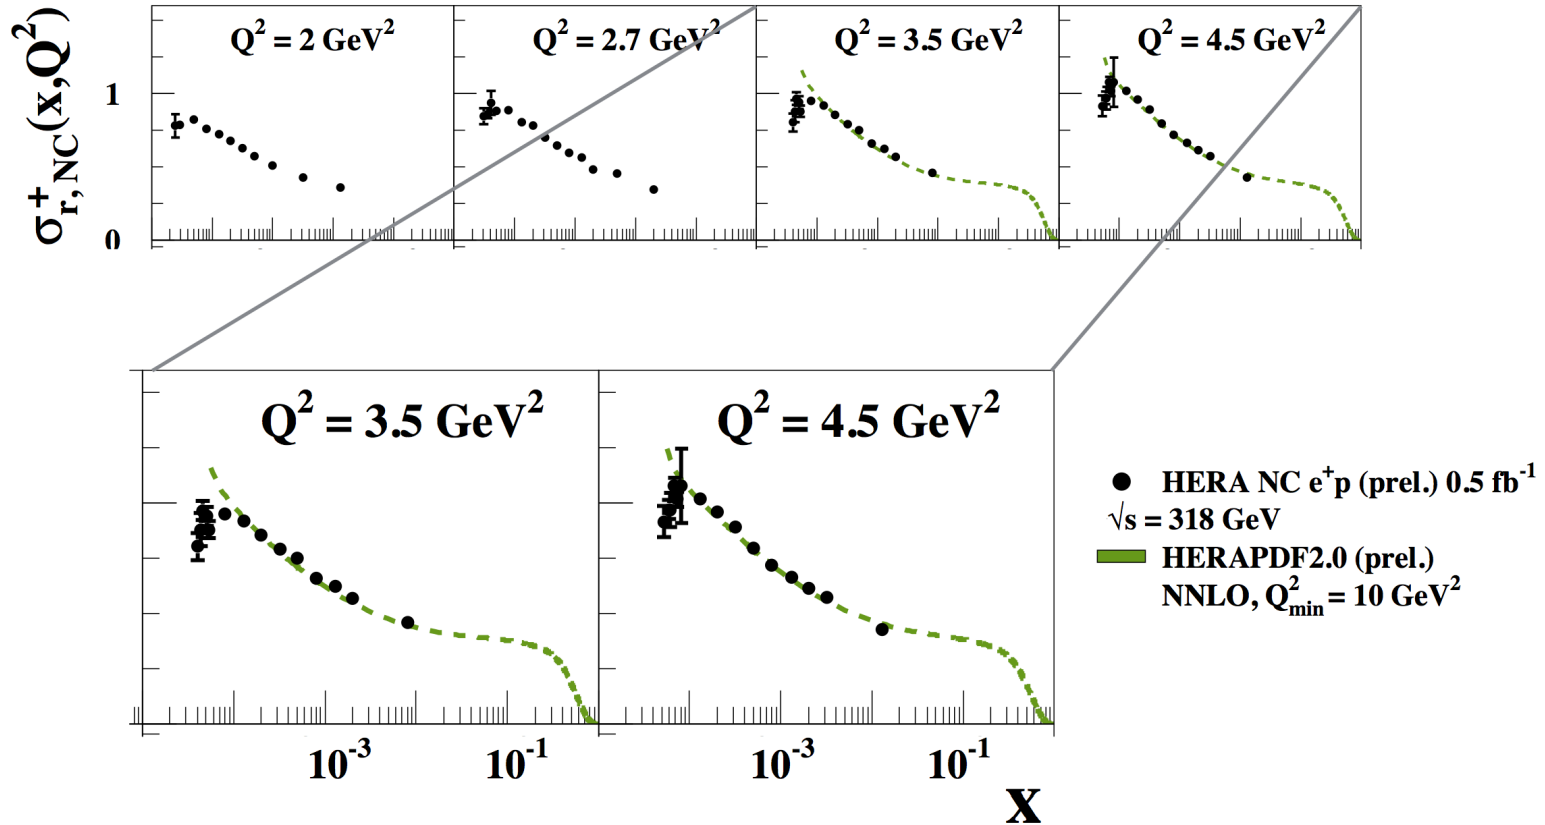 σ⁺r,NC(x,Q²)
Q² = 2 GeV²
Q² = 2.7 GeV²
Q² = 3.5 GeV²
Q² = 4.5 GeV²
1
0
Q² = 3.5 GeV²
Q² = 4.5 GeV²
HERA NC e⁺p (prel.) 0.5 fb⁻¹
√s = 318 GeV
HERAPDF2.0 (prel.)
NNLO, Q²min = 10 GeV²
10⁻³
10⁻¹
10⁻³
10⁻¹
x